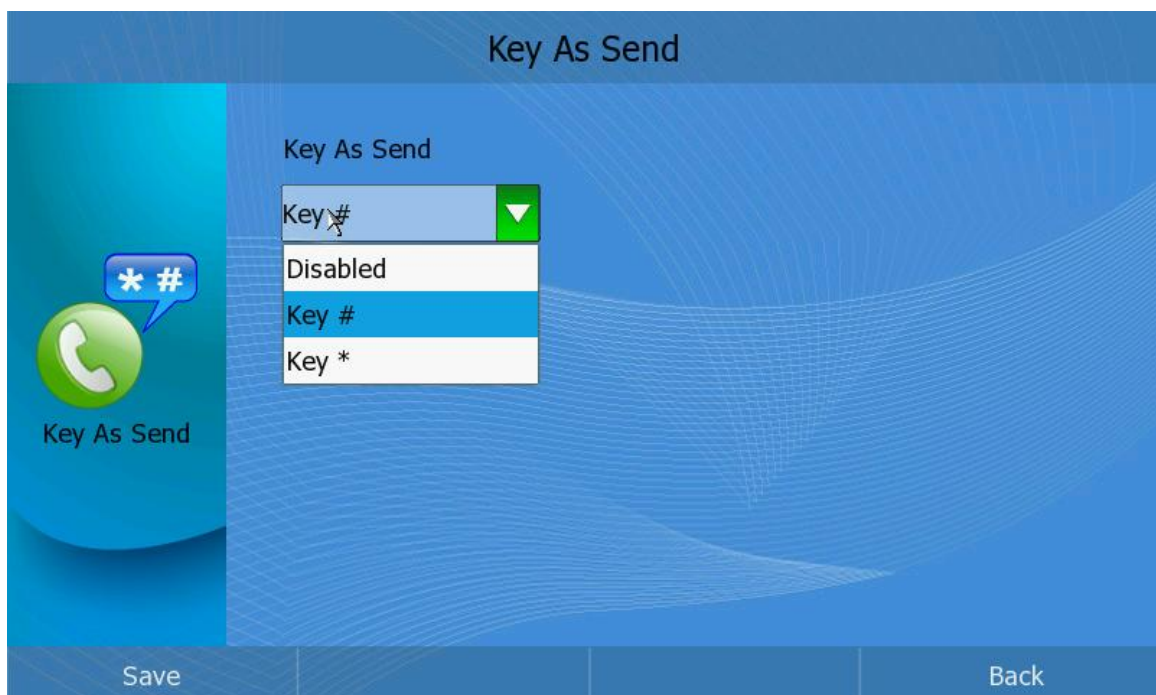 Key As Send
Key As Send
Key #
Disabled
Key #
Key *
* #
Key As Send
Save
Back